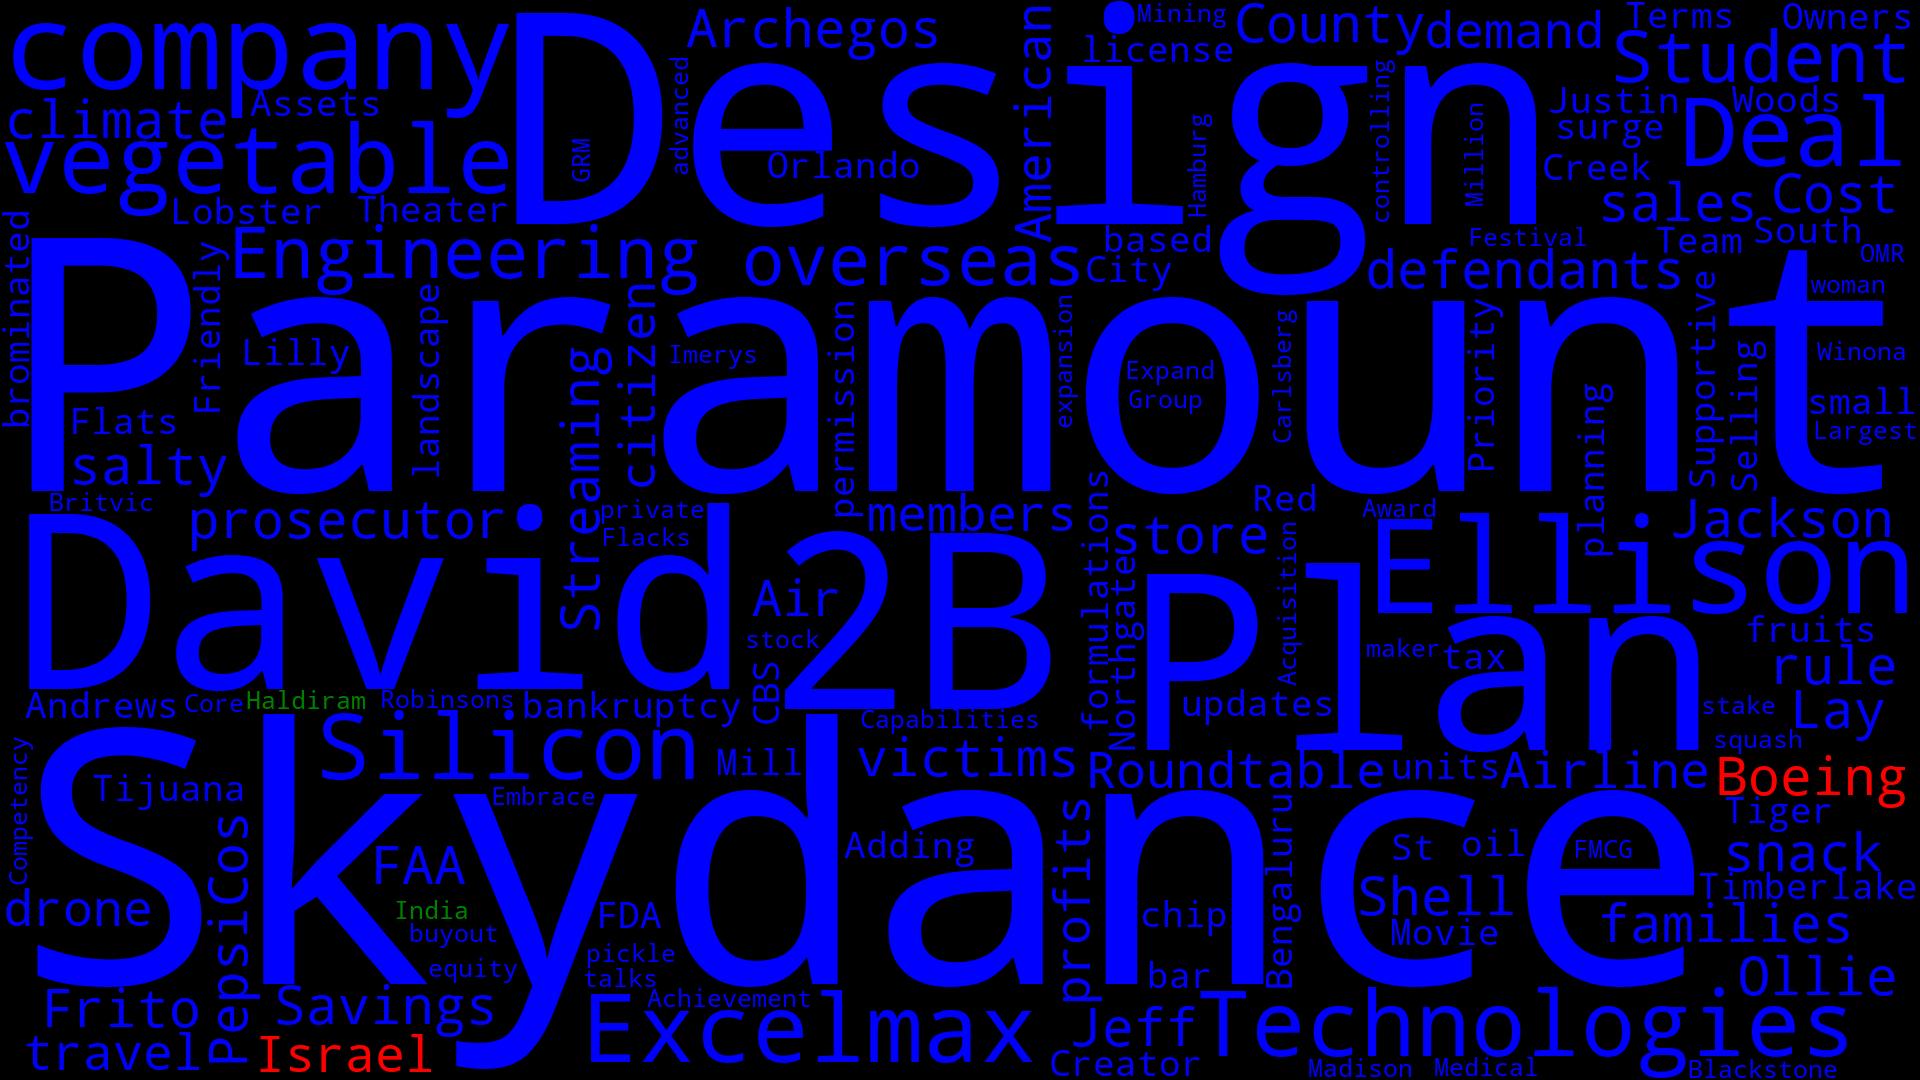 company
Design
Archegos
American
Mining
license
County
demand
Terms
Owners
Student
climate
Assets
vegetable
GRM
advanced
Orlando
Hamburg
controlling
Million
Justin
Woods
surge
Deal
Creek
Lobster
Theater
sales
Cost
brominated
Friendly
Engineering
overseas
based
City
Festival
Team
South
OMR
defendants
woman
Paramount
Lilly
landscape
citizen
Streaming
Imerys
permission
expansion
Expand
Group
Carlsberg
Priority
planning
Supportive
Selling
Winona
small
Largest
Flats
salty
Britvic
prosecutor
private
Flacks
members
formulations
store
Red
Award
Jackson
David
2B
Air
stock
CBS
Northgate
Acquisition
Plan
Ellison
maker
tax
fruits
rule
Andrews
Core
Haldiram
Robinsons
bankruptcy
Capabilities
updates
stake
Lay
squash
Silicon
Mill
victims
Roundtable
units
Airline
Boeing
Competency
Tijuana
Embrace
Skydance
PepsiCos
FAA
Adding
profits
Bengaluru
St
oil
FMCG
Tiger
snack
drone
India
buyout
FDA
chip
Shell
Movie
Timberlake
families
equity
pickle
talks
bar
Ollie
Frito
Savings
Achievement
Excelmax
Jeff
Technologies
travel
Israel
Creator
Madison
Medical
Blackstone